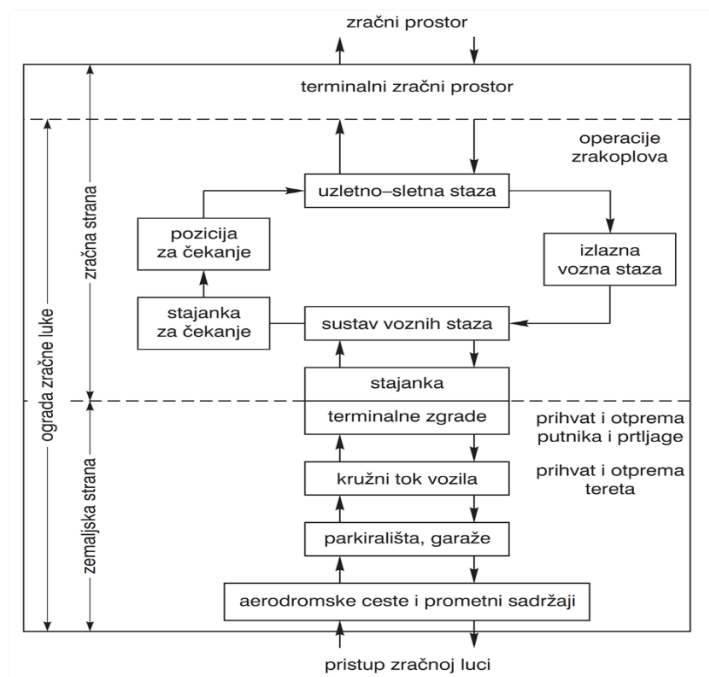 zračni prostor
terminalni zračni prostor
operacije
zrakoplova
uzletno–sletna staza
pozicija
za čekanje
izlazna
vozna staza
stajanka
za čekanje
sustav voznih staza
stajanka
terminalne zgrade
prihvat i otprema
putnika i prtljage
kružni tok vozila
prihvat i otprema
tereta
parkirališta, garaže
aerodromske ceste i prometni sadržaji
pristup zračnoj luci
ograda zračne luke
zračna strana
zemaljska strana